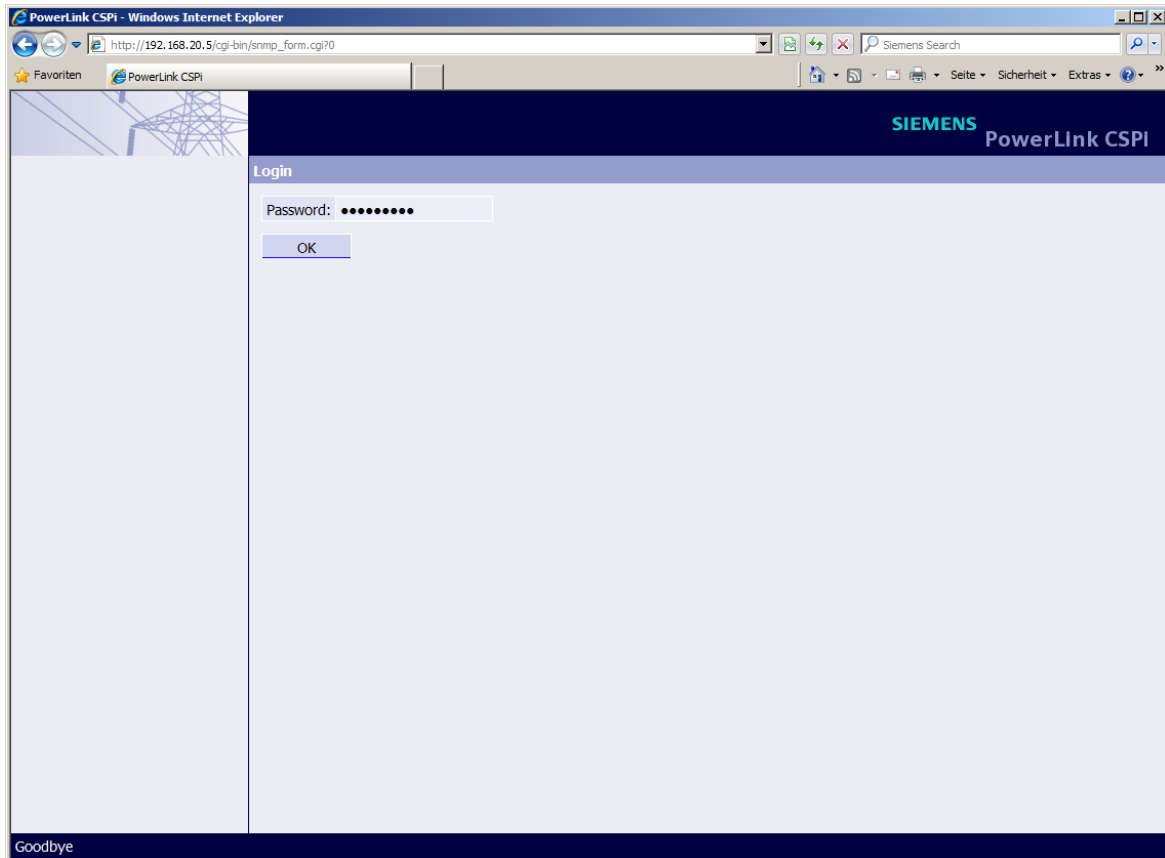 PowerLink CSPi - Windows Internet Explorer
http://192.168.20.5/cgi-bin/snmp_form.cgi?0
Siemens Search
Favoriten
PowerLink CSPi
Seite
Sicherheit
Extras
»
SIEMENS
PowerLink CSPi
Login
Password: •••••••••
OK
Goodbye